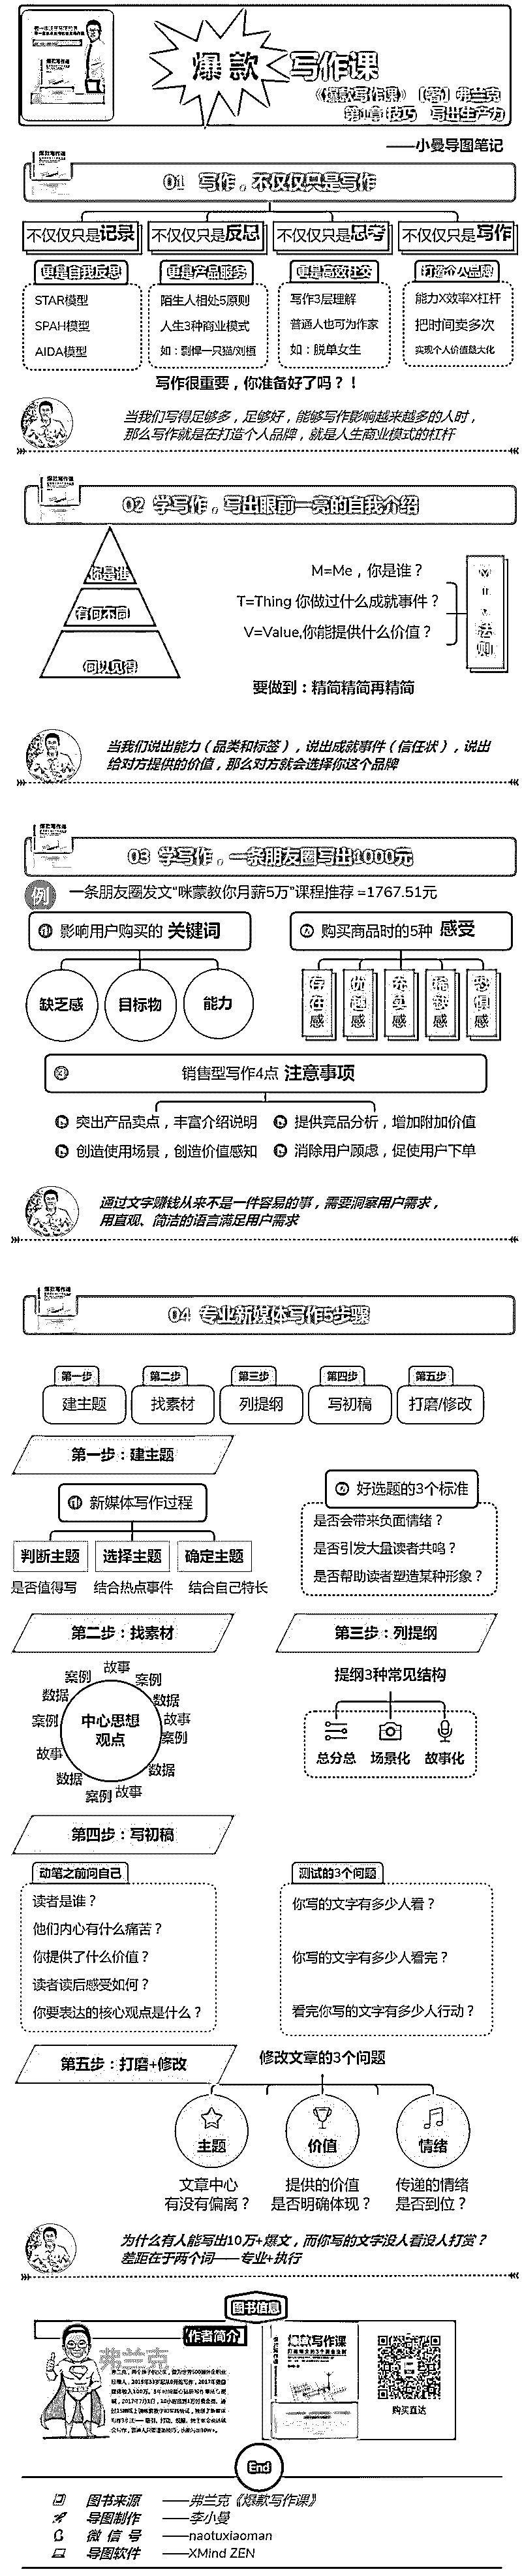 爆款写作课
爆款 写作课
《爆款写作课》【著】弗兰克
第1章 技巧 写出生产力
——小曼导图笔记
01 写作，不仅仅只是写作
不仅仅只是记录 不仅仅只是反思 不仅仅只是思考 不仅仅只是写作
更是自我反思 更是产品服务 更是高效社交 打造个人品牌
STAR模型 陌生人相处5原则 写作3层理解 能力X效率X杠杆
SPAH模型 人生3种商业模式 普通人也可为作家 把时间卖多次
AIDA模型 如：剽悍一只猫/刘楠 如：脱单女生 实现个人价值最大化
写作很重要，你准备好了吗？！
当我们写得足够多，足够好，能够写作影响越来越多的人时，
那么写作就是在打造个人品牌，就是人生商业模式的杠杆
02 学写作，写出眼前一亮的自我介绍
你是谁
有何不同
何以见得
M=Me，你是谁？
T=Thing 你做过什么成就事件？
V=Value,你能提供什么价值？
法则
要做到：精简精简再精简
当我们说出能力（品类和标签），说出成就事件（信任状），说出
给对方提供的价值，那么对方就会选择你这个品牌
03 学写作，一条朋友圈写出1000元
例 一条朋友圈发文“咪蒙教你月薪5万”课程推荐 =1767.51元
① 影响用户购买的 关键词 ② 购买商品时的5种 感受
缺乏感 目标物 能力 存在感 优越感 充实感 稀缺感 恐惧感
③ 销售型写作4点 注意事项
突出产品卖点，丰富介绍说明 提供竞品分析，增加附加价值
创造使用场景，创造价值感知 消除用户顾虑，促使用户下单
通过文字赚钱从来不是一件容易的事，需要洞察用户需求，
用直观、简洁的语言满足用户需求
04 专业新媒体写作5步骤
第一步 第二步 第三步 第四步 第五步
建主题 找素材 列提纲 写初稿 打磨/修改
第一步：建主题
① 新媒体写作过程 ② 好选题的3个标准
判断主题 选择主题 确定主题
是否值得写 结合热点事件 结合自己特长
是否会带来负面情绪？
是否引发大量读者共鸣？
是否帮助读者塑造某种形象？
第二步：找素材 第三步：列提纲
故事
案例 案例
数据 数据
案例 故事
中心思想
观点
案例
故事
数据 数据
案例 故事
提纲3种常见结构
总分总 场景化 故事化
第四步：写初稿
动笔之前问自己 测试的3个问题
读者是谁？
他们内心有什么痛苦？
你提供了什么价值？
读者读后感受如何？
你要表达的核心观点是什么？
你写的文字有多少人看？
你写的文字有多少人看完？
看完你写的文字有多少人行动？
第五步：打磨+修改 修改文章的3个问题
主题 价值 情绪
文章中心 提供的价值 传递的情绪
有没有偏离？ 是否明确体现？ 是否到位？
为什么有人能写出10万+爆文，而你写的文字没人看没人打赏？
差距在于两个词——专业+执行
图书信息
作者简介
弗兰克
爆款写作课
购买直达
End
图书来源 ——弗兰克《爆款写作课》
导图制作 ——李小曼
微 信 号 ——naotuxiaoman
导图软件 ——XMind ZEN